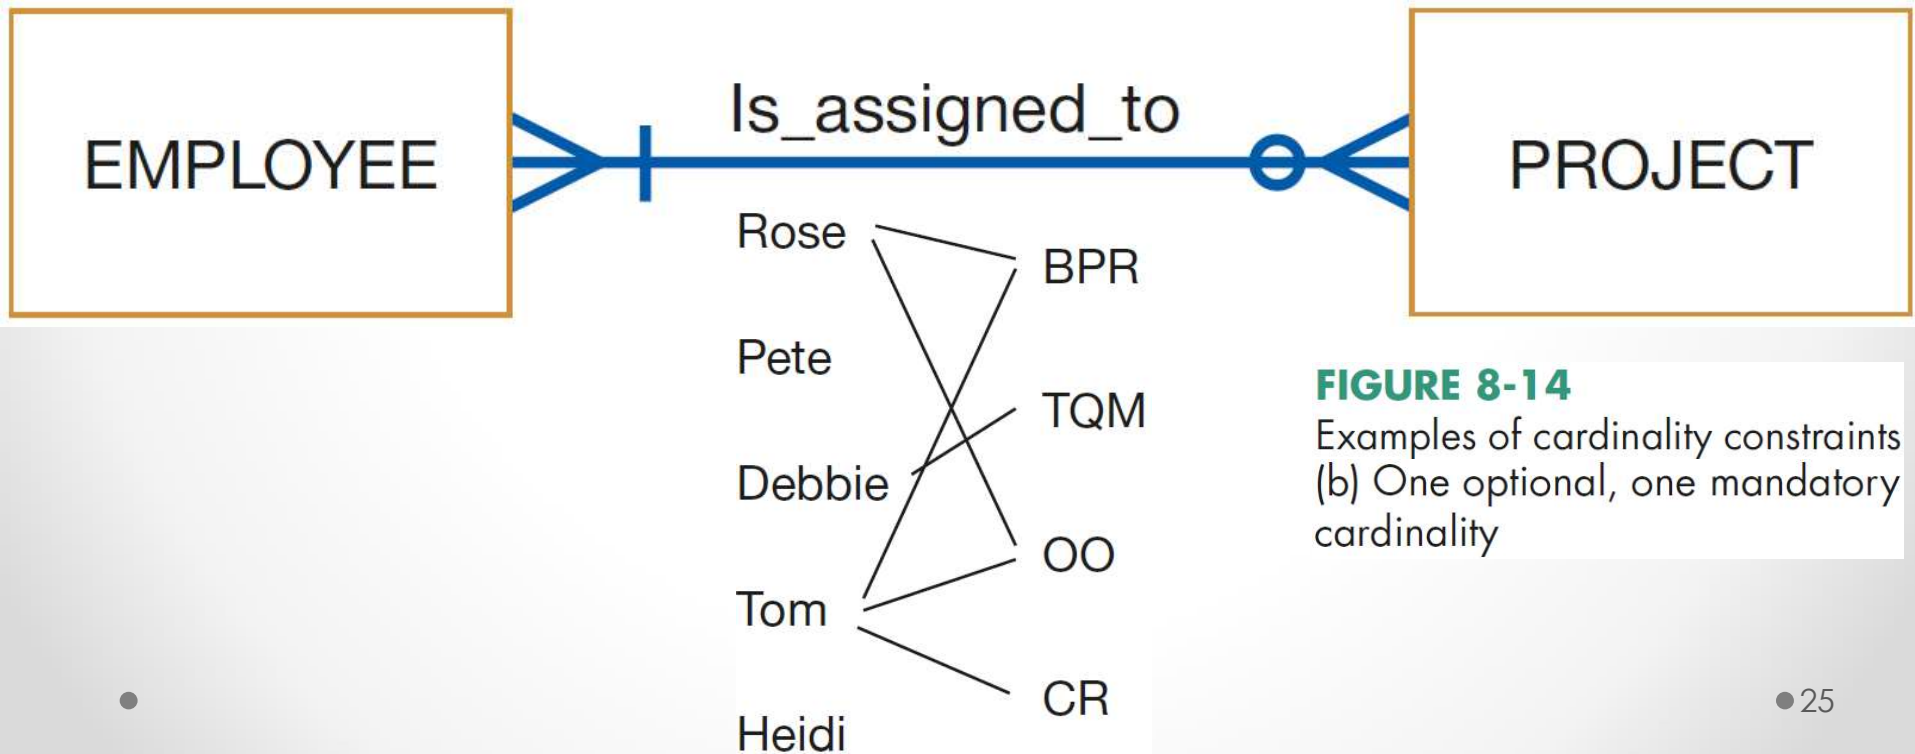 EMPLOYEE
Is_assigned_to
PROJECT
Rose
BPR
Pete
TQM
Debbie
OO
Tom
CR
Heidi
FIGURE 8-14
Examples of cardinality constraints
(b) One optional, one mandatory
cardinality
25